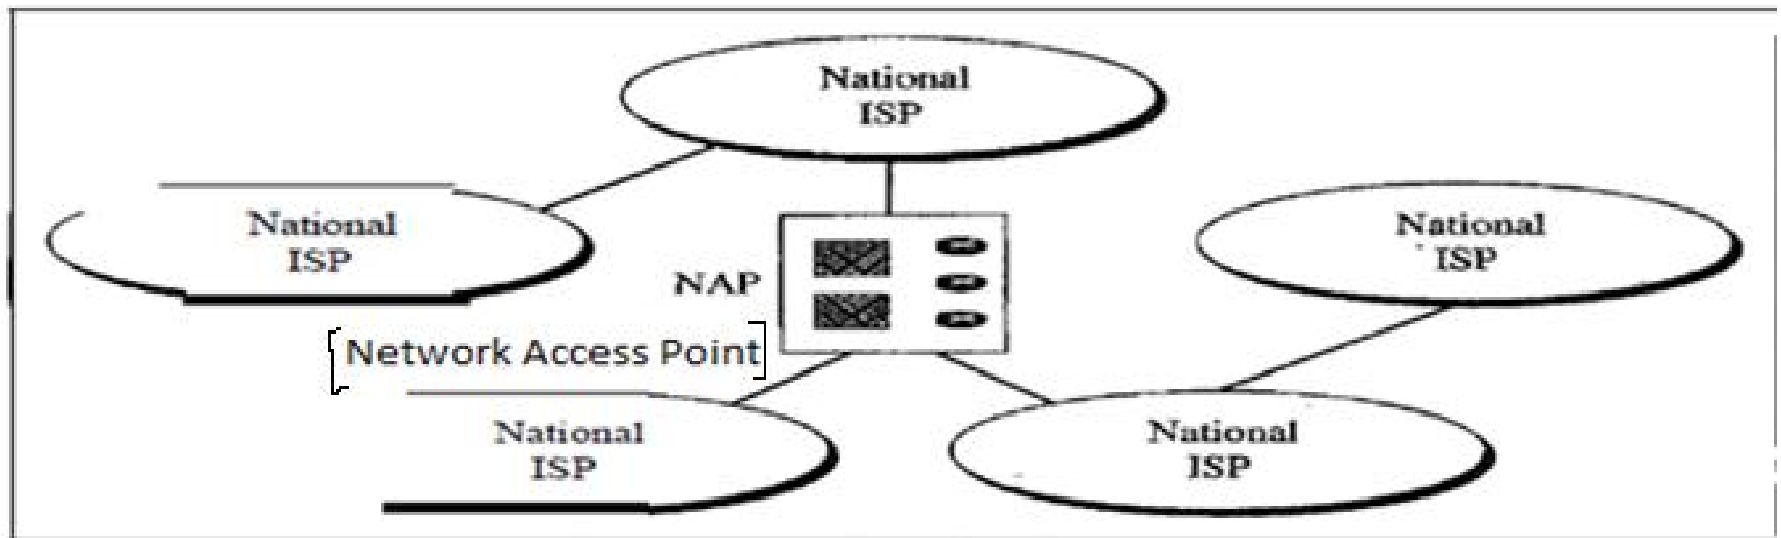 National
ISP
National
ISP
National
ISP
NAP
[Network Access Point]
National
ISP
National
ISP